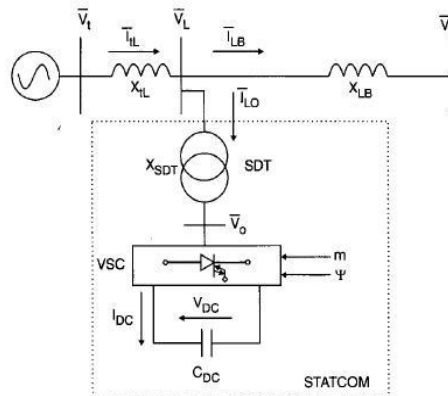 V̅t V̅L V̅
I̅tL I̅LB
XtL XLB
I̅LO
XSDT SDT
V̅o
VSC m
Ψ
IDC VDC
CDC
STATCOM